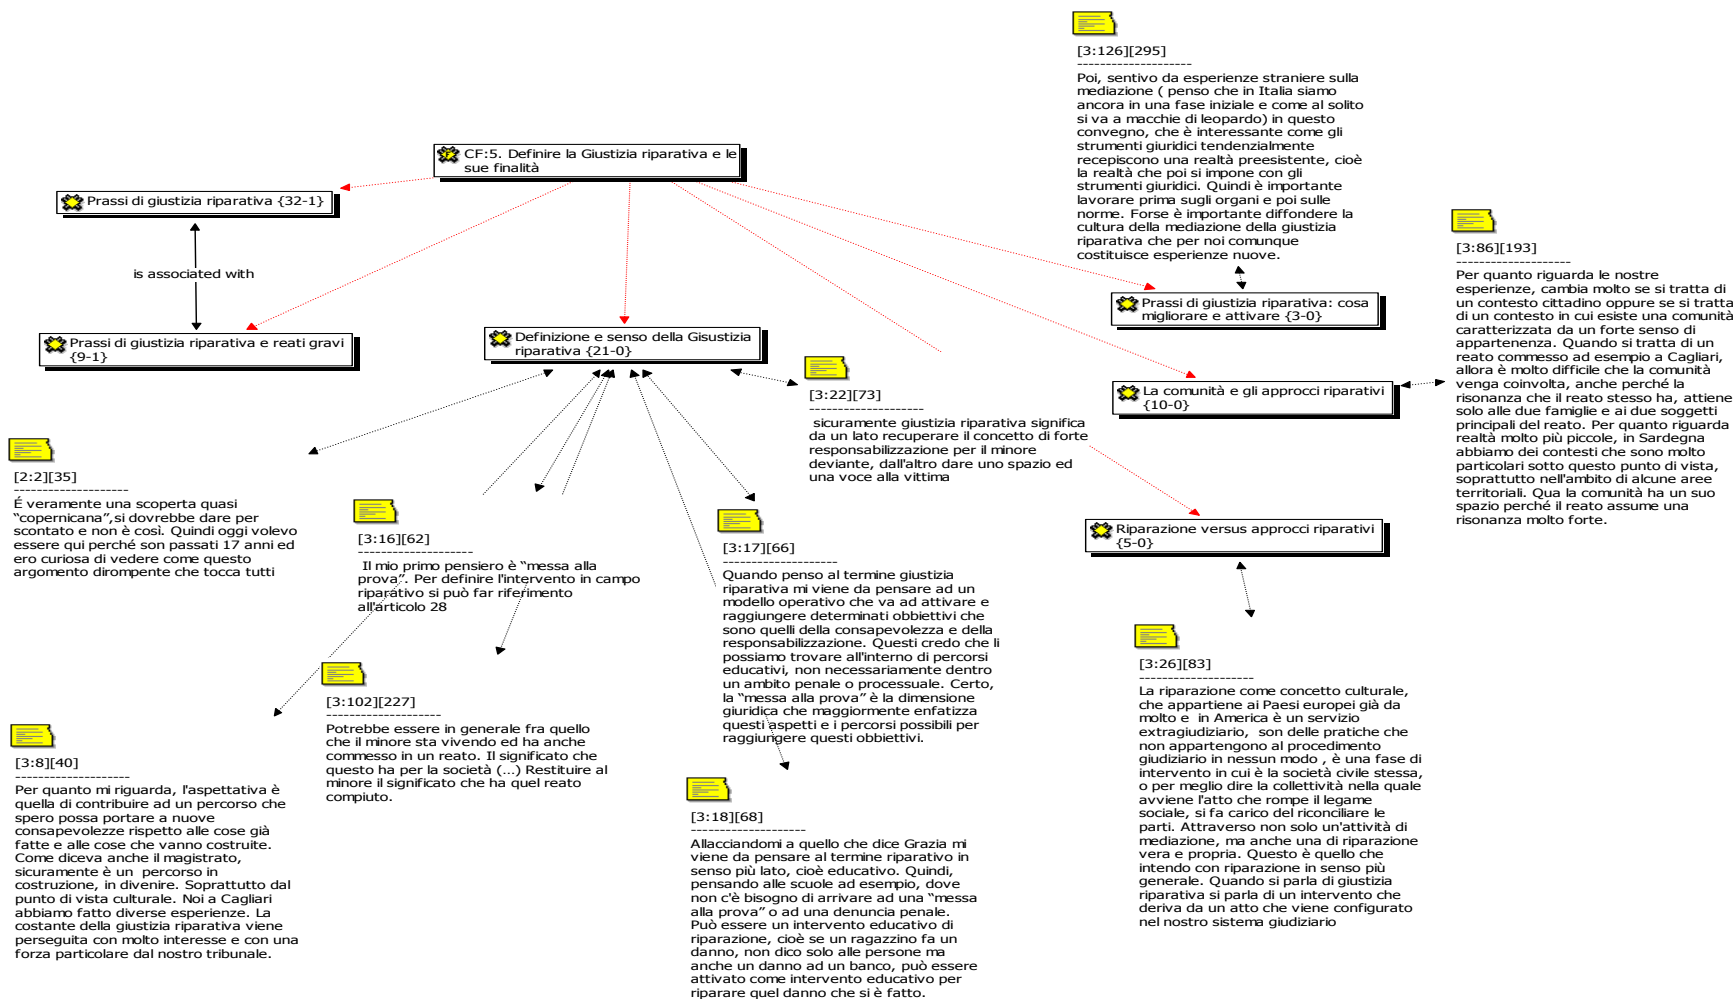 [3:126][295]
--------------------
Poi, sentivo da esperienze straniere sulla
mediazione ( penso che in Italia siamo
ancora in una fase iniziale e come al solito
si va a macchie di leopardo) in questo
convegno, che è interessante come gli
strumenti giuridici tendenzialmente
recepiscono una realtà preesistente, cioè
la realtà che poi si impone con gli
strumenti giuridici. Quindi è importante
lavorare prima sugli organi e poi sulle
norme. Forse è importante diffondere la
cultura della mediazione della giustizia
riparativa che per noi comunque
costituisce esperienze nuove.
CF:5. Definire la Giustizia riparativa e le
sue finalità
Prassi di giustizia riparativa {32-1}
is associated with
Prassi di giustizia riparativa e reati gravi
{9-1}
Definizione e senso della Gisustizia
riparativa {21-0}
Prassi di giustizia riparativa: cosa
migliorare e attivare {3-0}
La comunità e gli approcci riparativi
{10-0}
[3:86][193]
--------------------
Per quanto riguarda le nostre
esperienze, cambia molto se si tratta di
un contesto cittadino oppure se si tratta
di un contesto in cui esiste una comunità
caratterizzata da un forte senso di
appartenenza. Quando si tratta di un
reato commesso ad esempio a Cagliari,
allora è molto difficile che la comunità
venga coinvolta, anche perché la
risonanza che il reato stesso ha, attiene
solo alle due famiglie e ai due soggetti
principali del reato. Per quanto riguarda
realtà molto più piccole, in Sardegna
abbiamo dei contesti che sono molto
particolari sotto questo punto di vista,
soprattutto nell'ambito di alcune aree
territoriali. Qua la comunità ha un suo
spazio perché il reato assume una
risonanza molto forte.
[3:22][73]
--------------------
sicuramente giustizia riparativa significa
da un lato recuperare il concetto di forte
responsabilizzazione per il minore
deviante, dall'altro dare uno spazio ed
una voce alla vittima
[2:2][35]
--------------------
É veramente una scoperta quasi
"copernicana",si dovrebbe dare per
scontato e non è così. Quindi oggi volevo
essere qui perché son passati 17 anni ed
ero curiosa di vedere come questo
argomento dirompente che tocca tutti
[3:16][62]
--------------------
Il mio primo pensiero è "messa alla
prova". Per definire l'intervento in campo
riparativo si può far riferimento
all'articolo 28
[3:17][66]
--------------------
Quando penso al termine giustizia
riparativa mi viene da pensare ad un
modello operativo che va ad attivare e
raggiungere determinati obbiettivi che
sono quelli della consapevolezza e della
responsabilizzazione. Questi credo che li
possiamo trovare all'interno di percorsi
educativi, non necessariamente dentro
un ambito penale o processuale. Certo,
la "messa alla prova" è la dimensione
giuridica che maggiormente enfatizza
questi aspetti e i percorsi possibili per
raggiungere questi obbiettivi.
Riparazione versus approcci riparativi
{5-0}
[3:26][83]
--------------------
La riparazione come concetto culturale,
che appartiene ai Paesi europei già da
molto e  in America è un servizio
extragiudiziario,  son delle pratiche che
non appartengono al procedimento
giudiziario in nessun modo , è una fase di
intervento in cui è la società civile stessa,
o per meglio dire la collettività nella quale
avviene l'atto che rompe il legame
sociale, si fa carico del riconciliare le
parti. Attraverso non solo un'attività di
mediazione, ma anche una di riparazione
vera e propria. Questo è quello che
intendo con riparazione in senso più
generale. Quando si parla di giustizia
riparativa si parla di un intervento che
deriva da un atto che viene configurato
nel nostro sistema giudiziario
[3:102][227]
--------------------
Potrebbe essere in generale fra quello
che il minore sta vivendo ed ha anche
commesso in un reato. Il significato che
questo ha per la società (...) Restituire al
minore il significato che ha quel reato
compiuto.
[3:8][40]
--------------------
Per quanto mi riguarda, l'aspettativa è
quella di contribuire ad un percorso che
spero possa portare a nuove
consapevolezze rispetto alle cose già
fatte e alle cose che vanno costruite.
Come diceva anche il magistrato,
sicuramente è un  percorso in
costruzione, in divenire. Soprattutto dal
punto di vista culturale. Noi a Cagliari
abbiamo fatto diverse esperienze. La
costante della giustizia riparativa viene
perseguita con molto interesse e con una
forza particolare dal nostro tribunale.
[3:18][68]
--------------------
Allacciandomi a quello che dice Grazia mi
viene da pensare al termine riparativo in
senso più lato, cioè educativo. Quindi,
pensando alle scuole ad esempio, dove
non c'è bisogno di arrivare ad una "messa
alla prova" o ad una denuncia penale.
Può essere un intervento educativo di
riparazione, cioè se un ragazzino fa un
danno, non dico solo alle persone ma
anche un danno ad un banco, può essere
attivato come intervento educativo per
riparare quel danno che si è fatto.